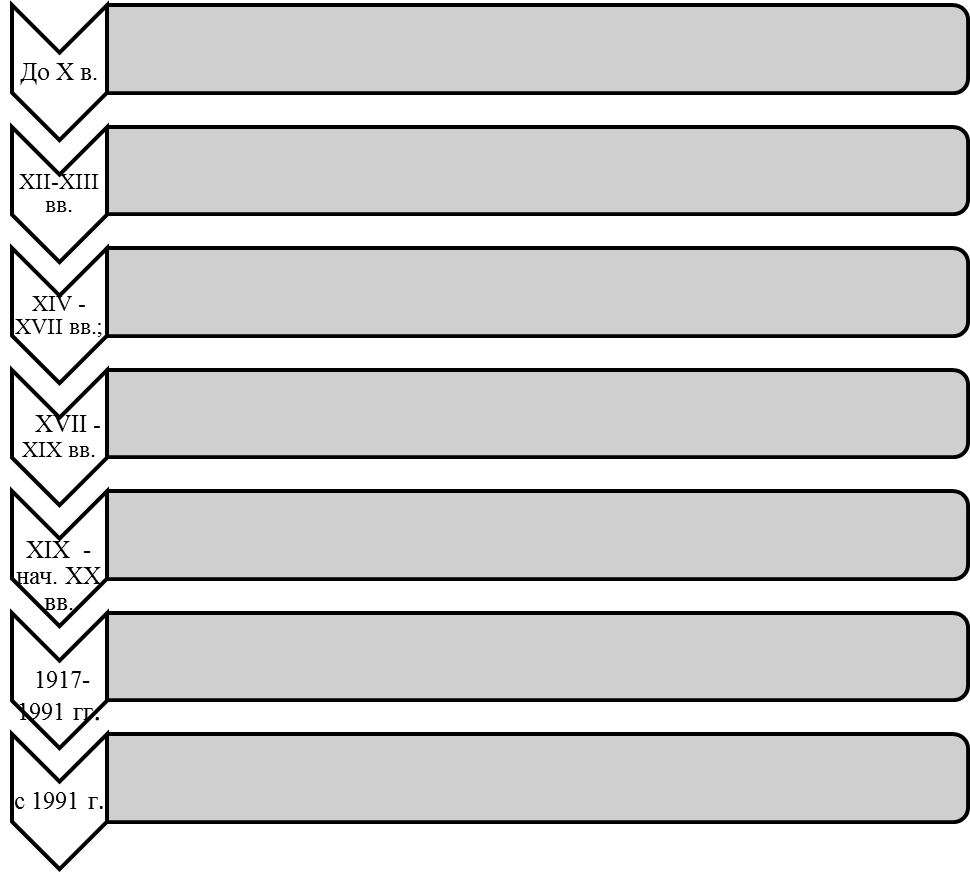 До X в.
XII-XIII
вв.
XIV -
XVII вв.;
XVII -
XIX вв.
XIX -
нач. XX
вв.
1917-
1991 гг.
с 1991 г.